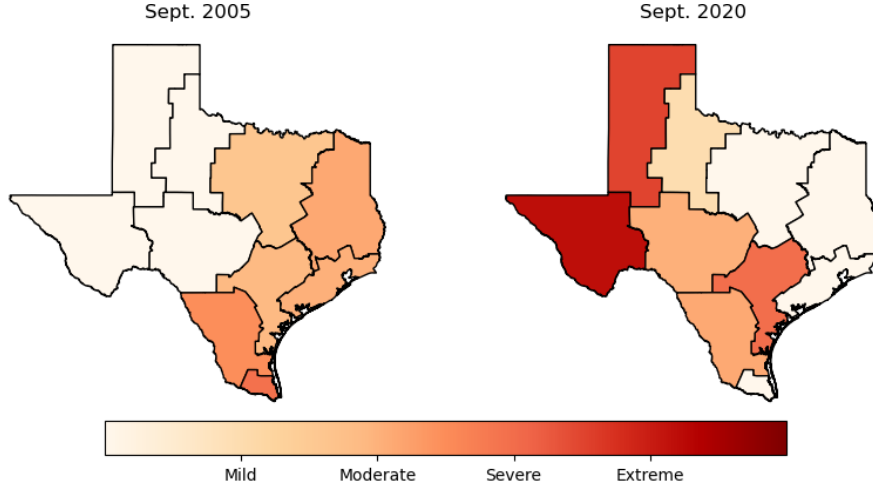 Sept. 2005
Sept. 2020
Mild
Moderate
Severe
Extreme